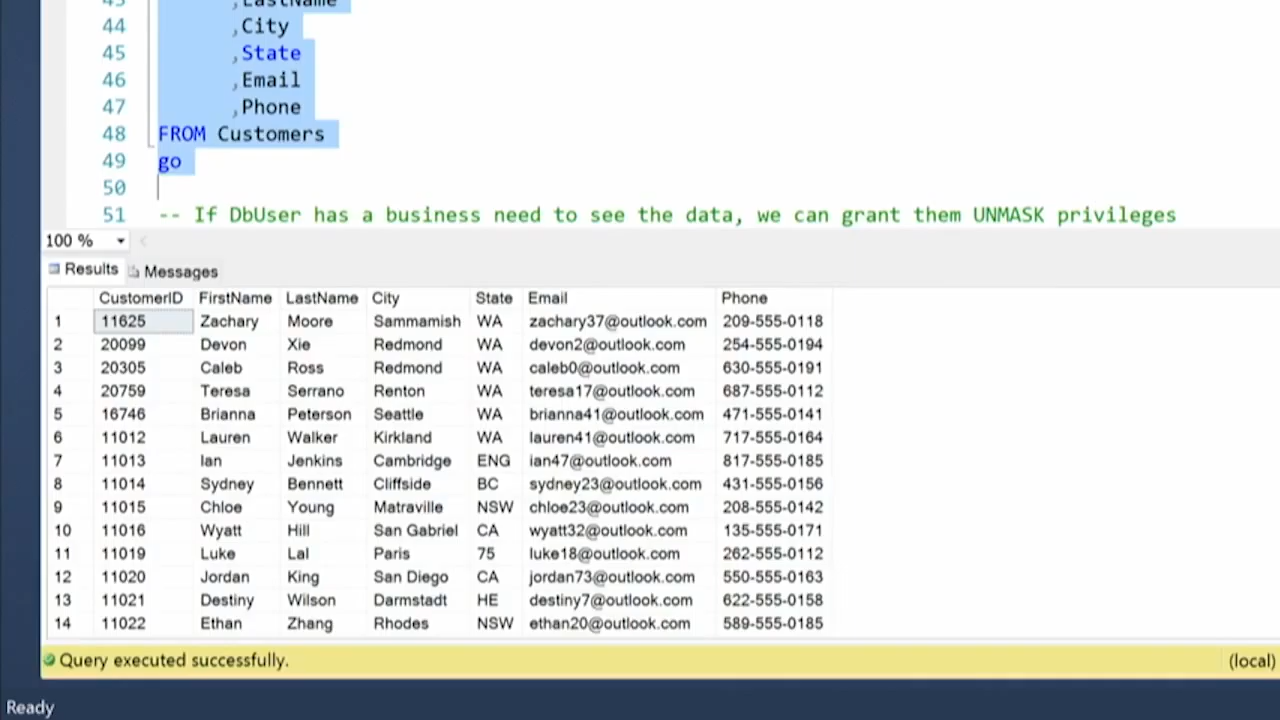 43 ,LastName
44 ,City
45 ,State
46 ,Email
47 ,Phone
48 FROM Customers
49 go
50
51 -- If DbUser has a business need to see the data, we can grant them UNMASK privileges
100 %
Results Messages
CustomerID FirstName LastName City State Email Phone
1 11625 Zachary Moore Sammamish WA zachary37@outlook.com 209-555-0118
2 20099 Devon Xie Redmond WA devon2@outlook.com 254-555-0194
3 20305 Caleb Ross Redmond WA caleb0@outlook.com 630-555-0191
4 20759 Teresa Serrano Renton WA teresa17@outlook.com 687-555-0112
5 16746 Brianna Peterson Seattle WA brianna41@outlook.com 471-555-0141
6 11012 Lauren Walker Kirkland WA lauren41@outlook.com 717-555-0164
7 11013 Ian Jenkins Cambridge ENG ian47@outlook.com 817-555-0185
8 11014 Sydney Bennett Cliffside BC sydney23@outlook.com 431-555-0156
9 11015 Chloe Young Matraville NSW chloe23@outlook.com 208-555-0142
10 11016 Wyatt Hill San Gabriel CA wyatt32@outlook.com 135-555-0171
11 11019 Luke Lal Paris 75 luke18@outlook.com 262-555-0112
12 11020 Jordan King San Diego CA jordan73@outlook.com 550-555-0163
13 11021 Destiny Wilson Darmstadt HE destiny7@outlook.com 622-555-0158
14 11022 Ethan Zhang Rhodes NSW ethan20@outlook.com 589-555-0185
Query executed successfully. (local)
Ready